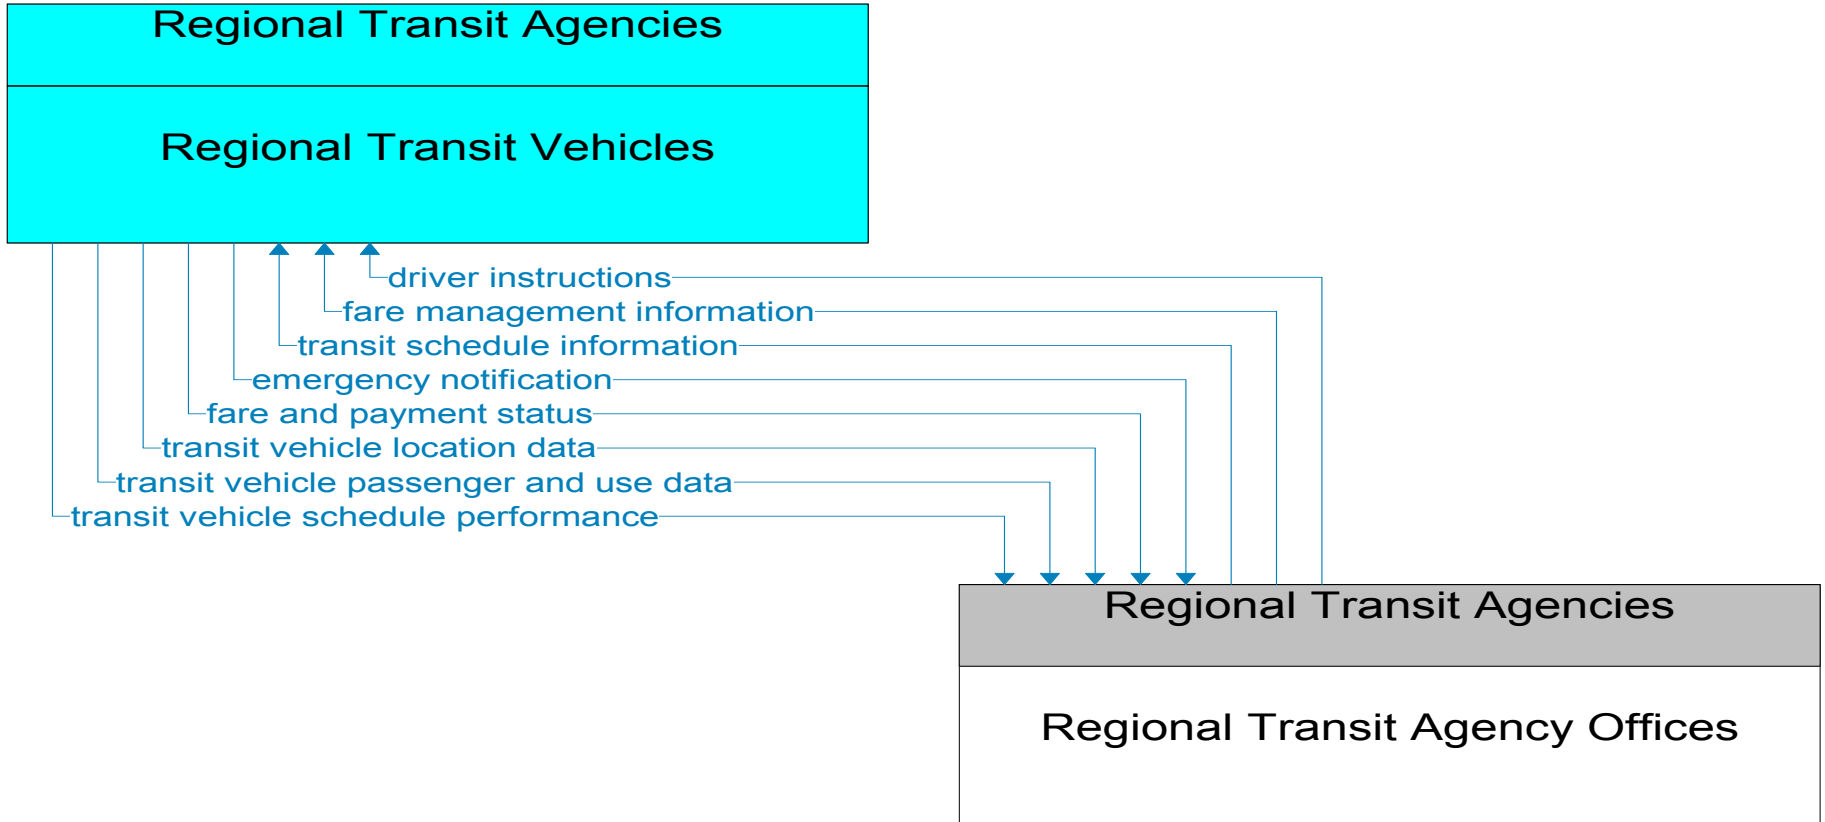 Regional Transit Agencies
Regional Transit Vehicles
driver instructions
fare management information
transit schedule information
emergency notification
fare and payment status
transit vehicle location data
transit vehicle passenger and use data
transit vehicle schedule performance
Regional Transit Agencies
Regional Transit Agency Offices